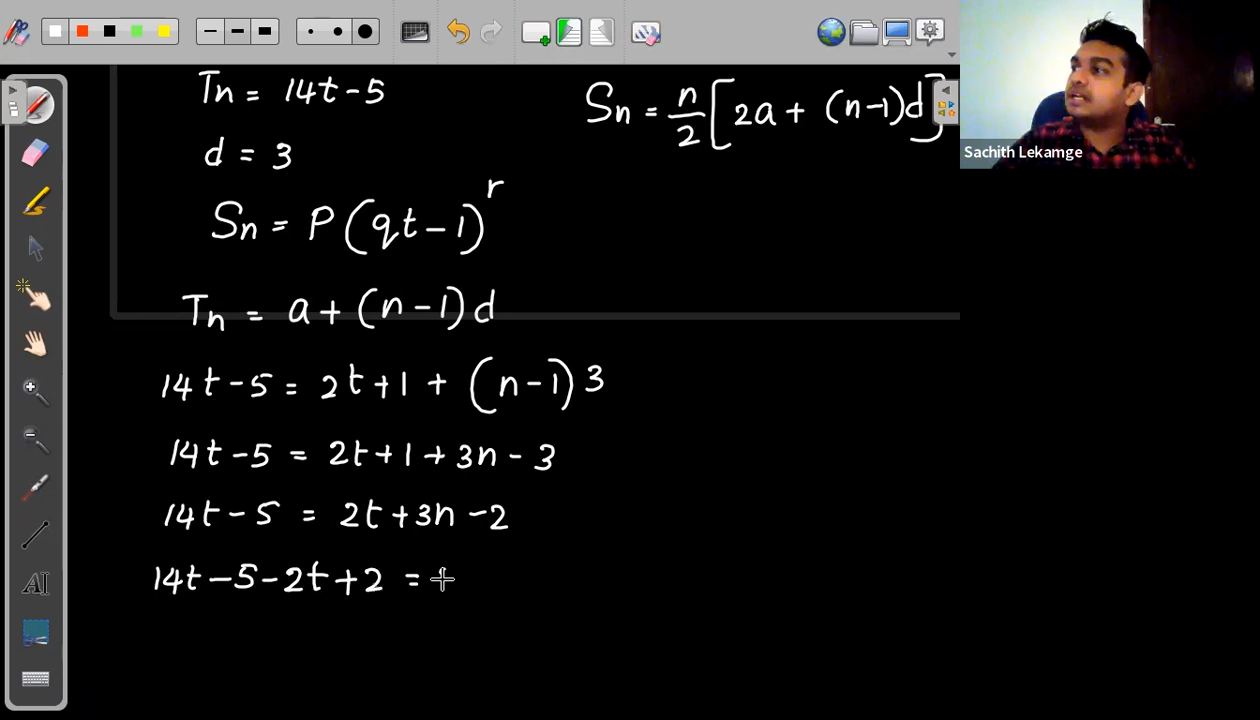 Tn = 14t - 5
Sn = n/2 [2a + (n-1)d]
Sachith Lekamge
d = 3
Sn = P(qt - 1)^r
Tn = a + (n - 1)d
14t - 5 = 2t + 1 + (n - 1) 3
14t - 5 = 2t + 1 + 3n - 3
14t - 5 = 2t + 3n - 2
14t - 5 - 2t + 2 =
AI